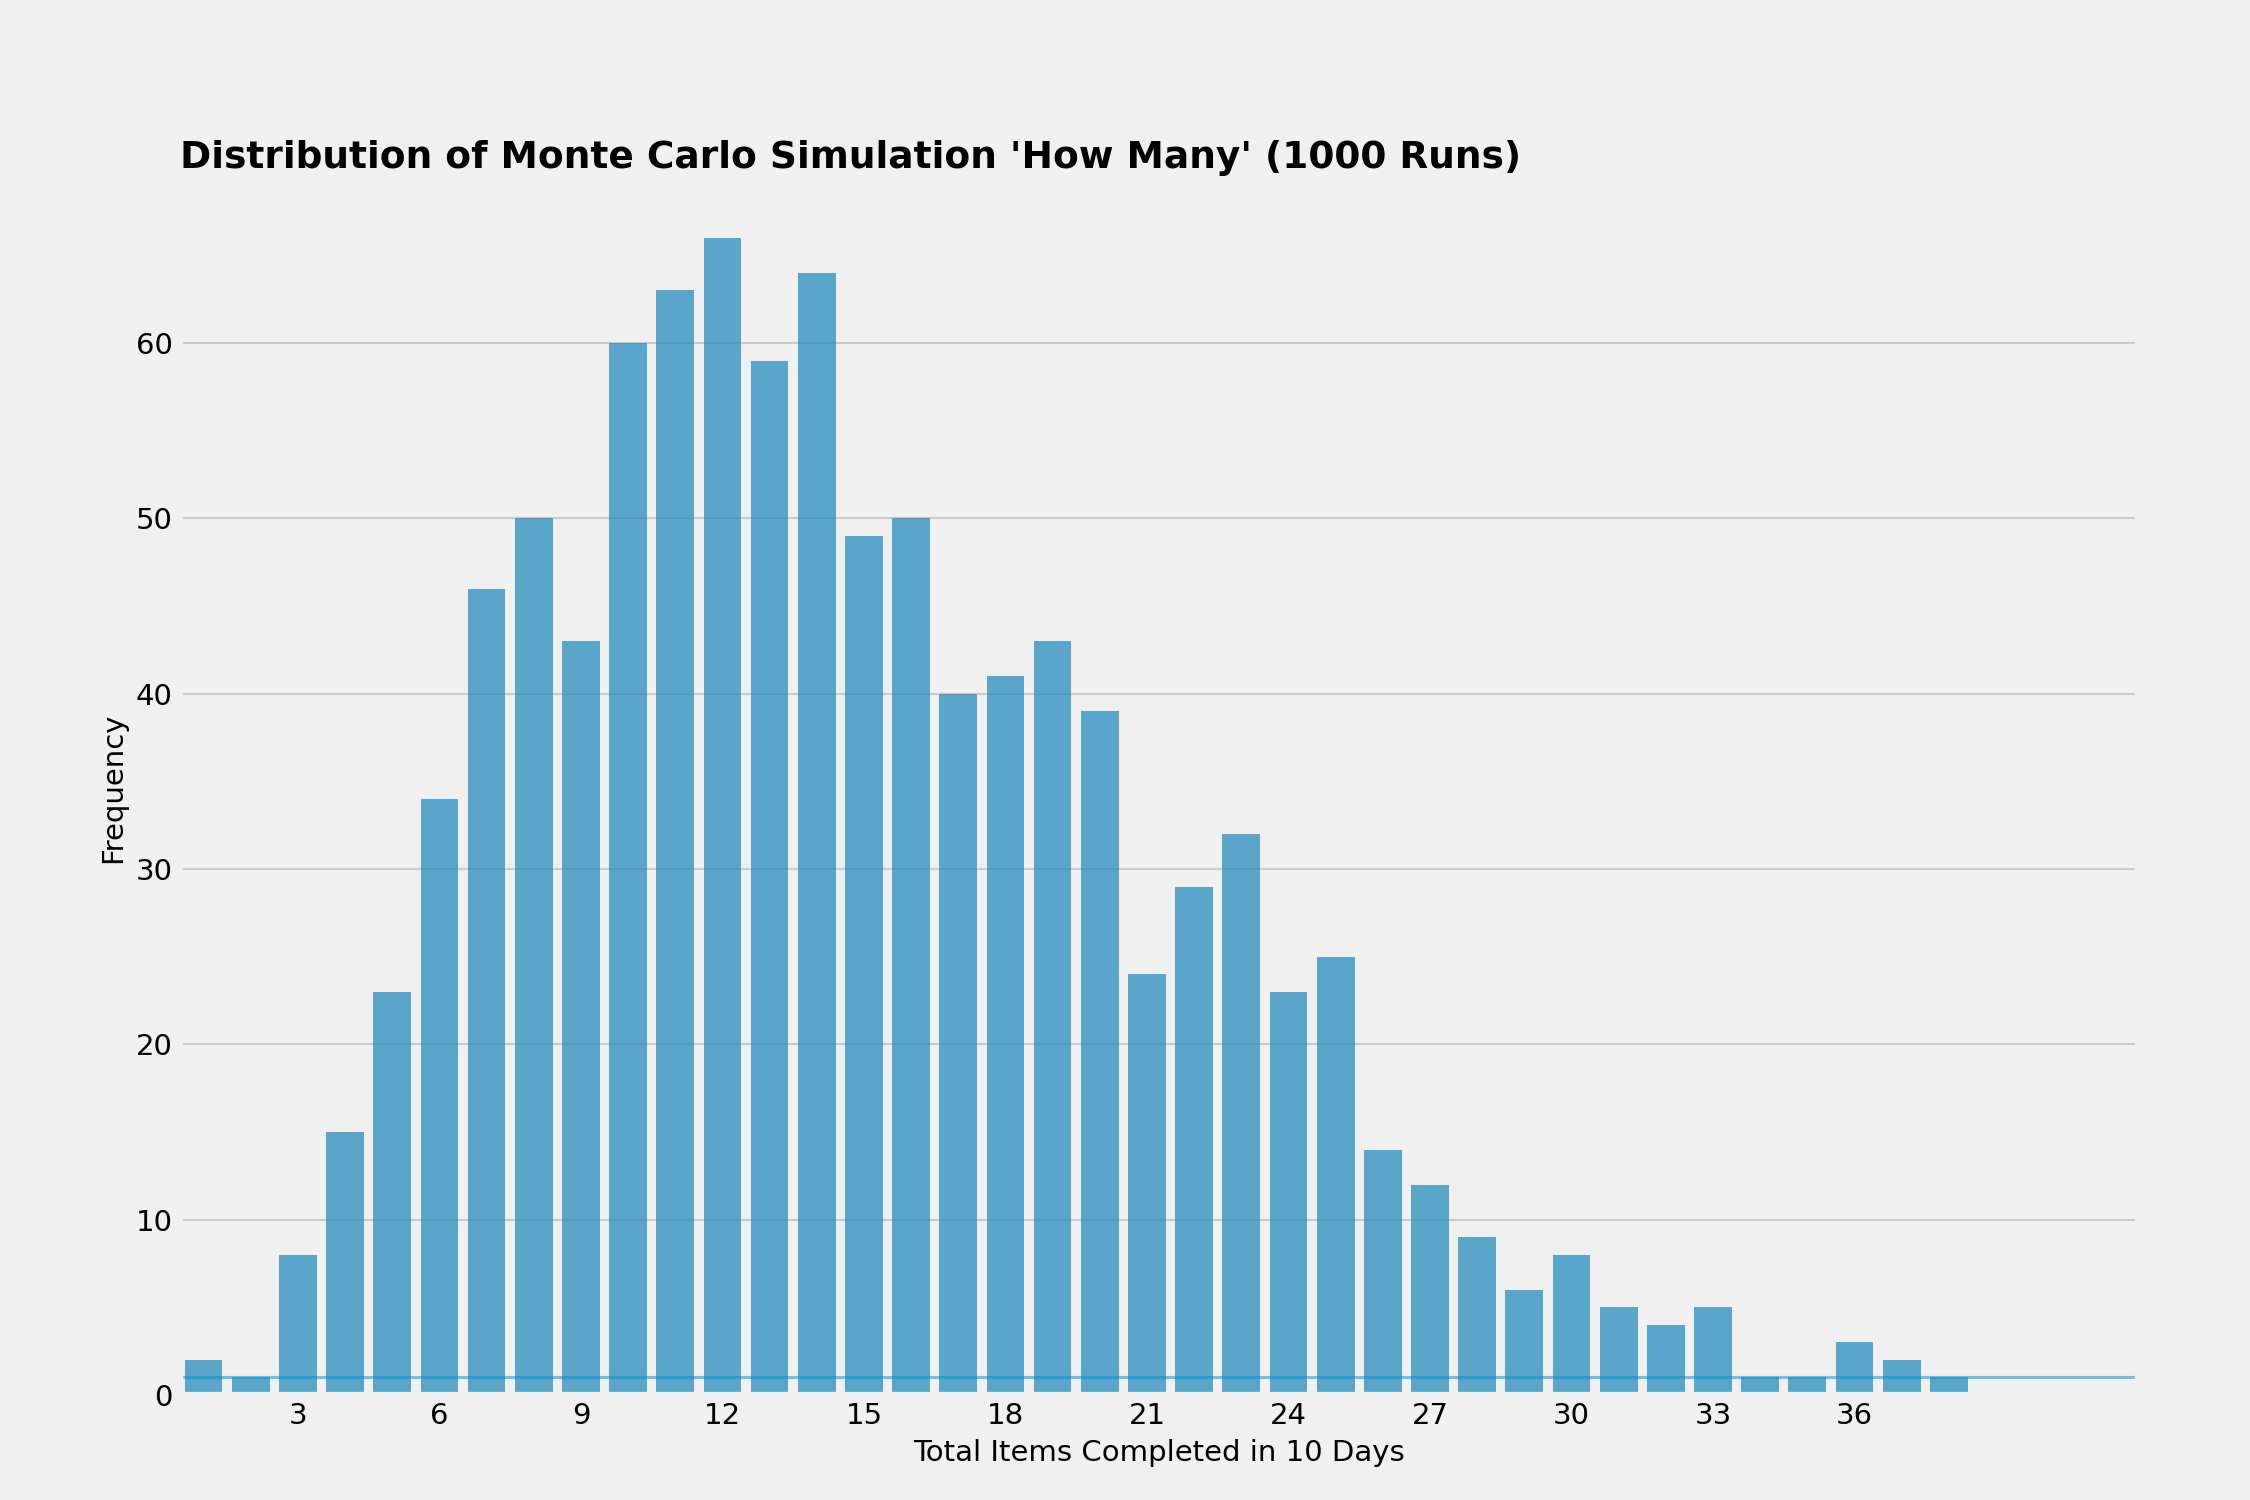 Distribution of Monte Carlo Simulation 'How Many' (1000 Runs)
60
50
40
30
20
10
0
Frequency
3 6 9 12 15 18 21 24 27 30 33 36
Total Items Completed in 10 Days